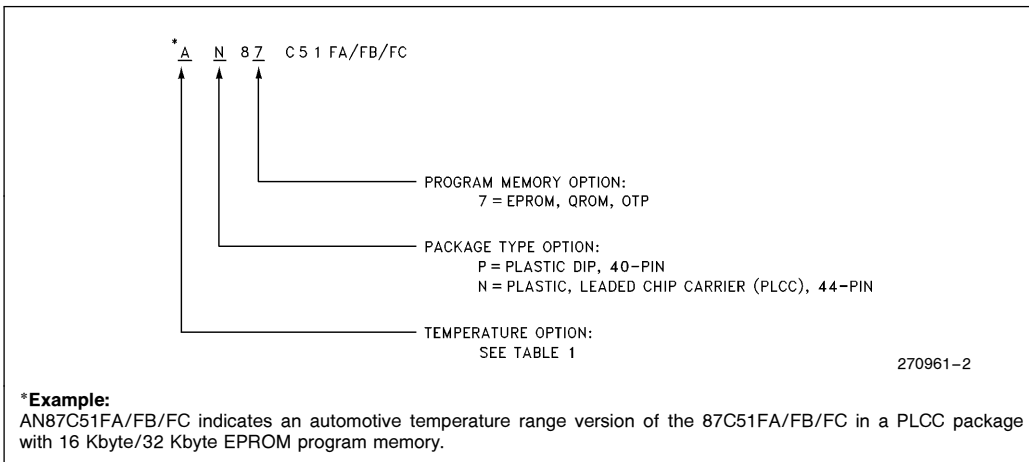 *A N 87 C51FA/FB/FC
PROGRAM MEMORY OPTION:
7 = EPROM, QROM, OTP
PACKAGE TYPE OPTION:
P = PLASTIC DIP, 40-PIN
N = PLASTIC, LEADED CHIP CARRIER (PLCC), 44-PIN
TEMPERATURE OPTION:
SEE TABLE 1
270961–2
*Example:
AN87C51FA/FB/FC indicates an automotive temperature range version of the 87C51FA/FB/FC in a PLCC package
with 16 Kbyte/32 Kbyte EPROM program memory.